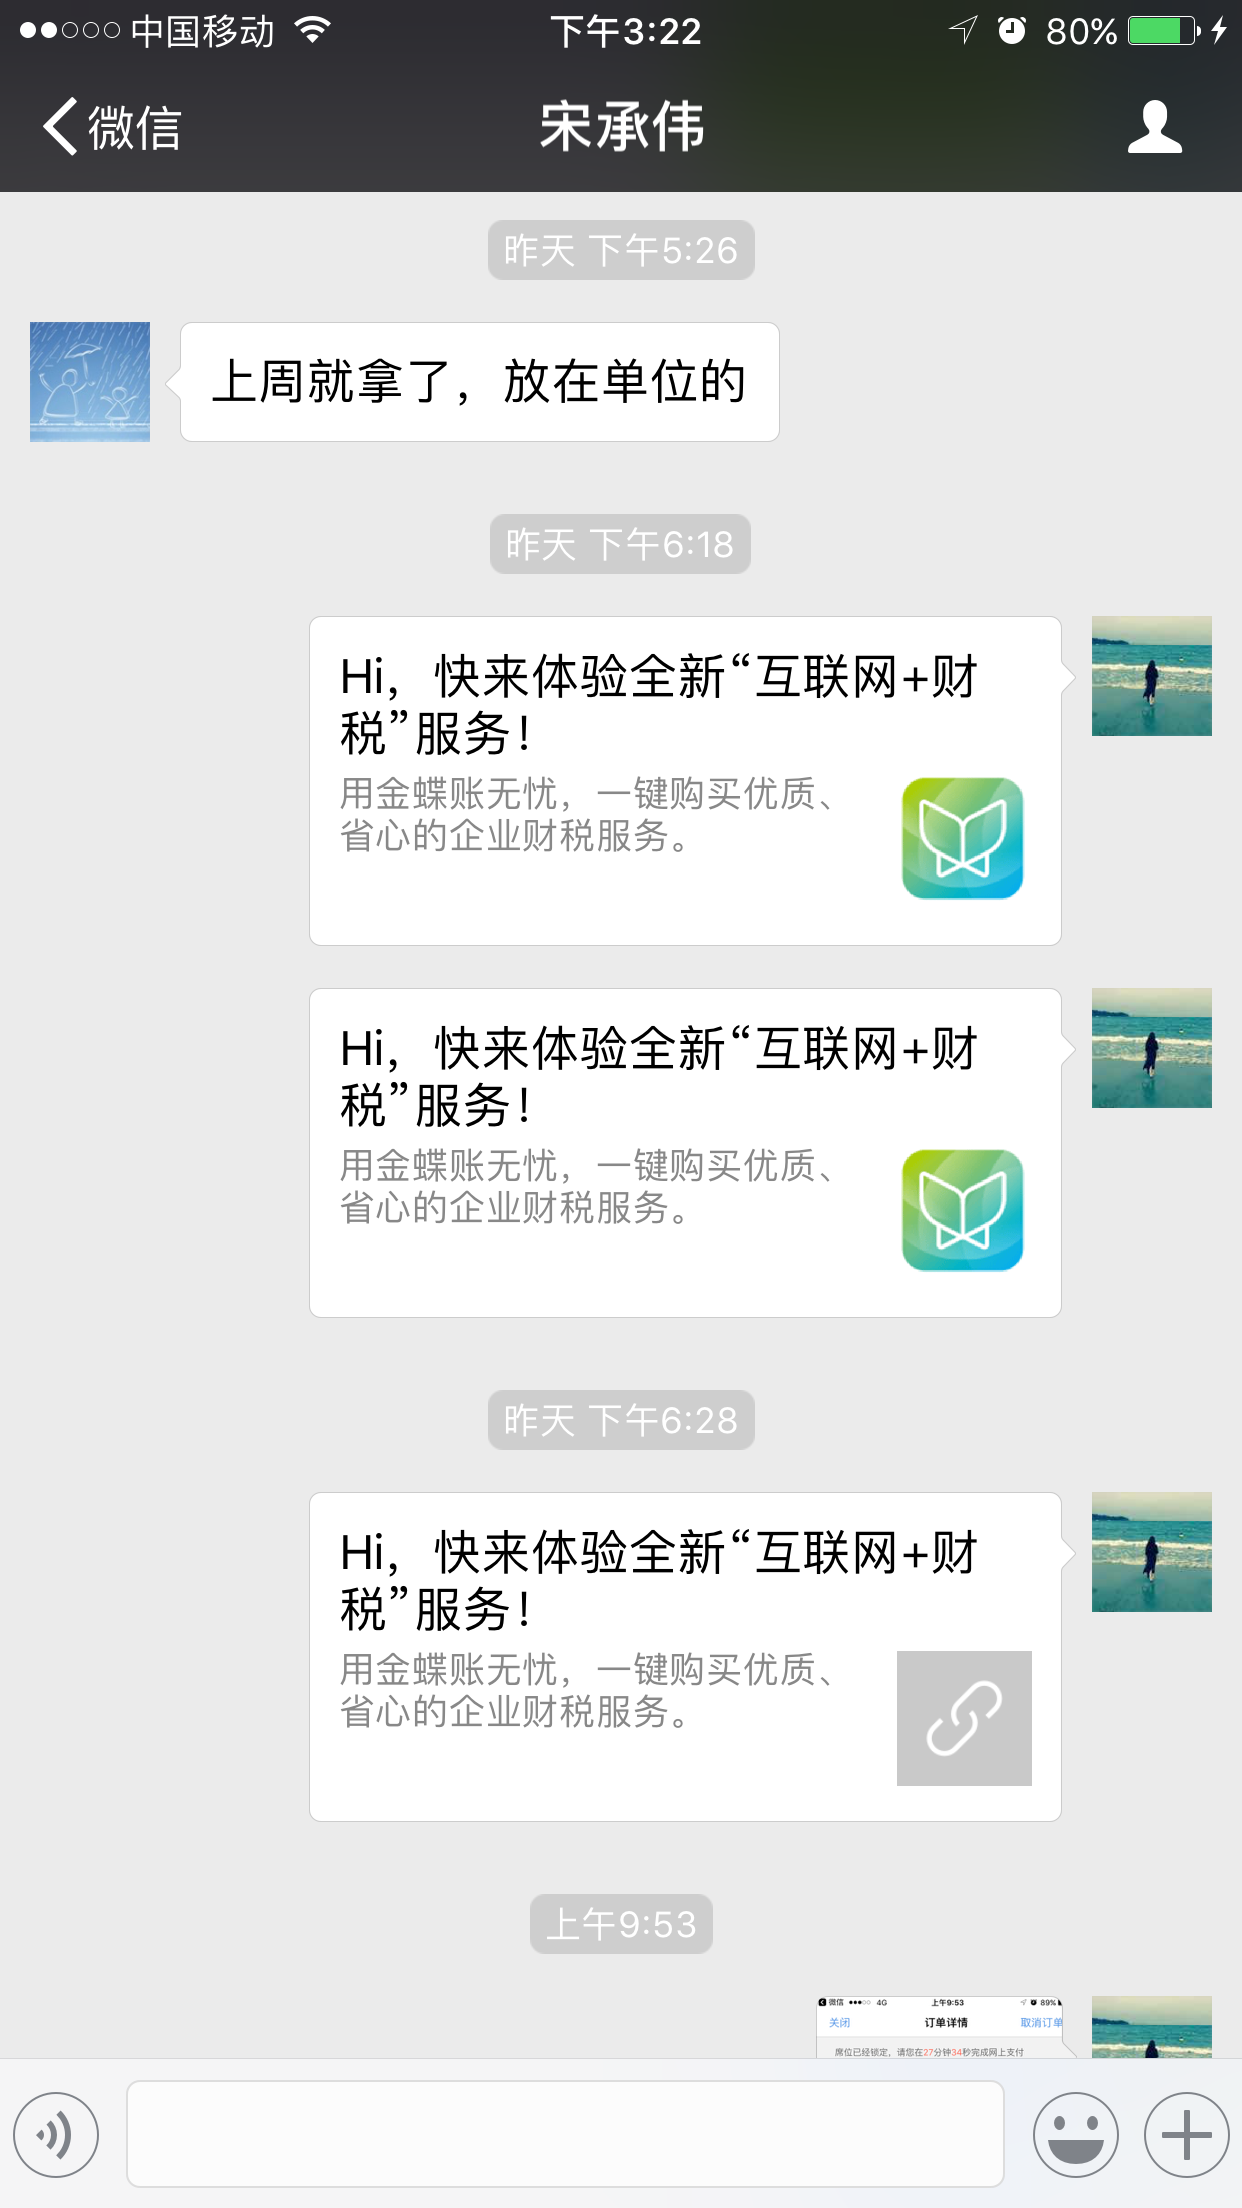 中国移动 下午3:22 80%
微信 宋承伟
昨天 下午5:26
上周就拿了，放在单位的
昨天 下午6:18
Hi，快来体验全新“互联网+财
税”服务！
用金蝶账无忧，一键购买优质、
省心的企业财税服务。
Hi，快来体验全新“互联网+财
税”服务！
用金蝶账无忧，一键购买优质、
省心的企业财税服务。
昨天 下午6:28
Hi，快来体验全新“互联网+财
税”服务！
用金蝶账无忧，一键购买优质、
省心的企业财税服务。
上午9:53
微信 4G 上午9:53 89%
关闭 订单详情 取消订单
席位已经锁定，请您在27分钟34秒完成网上支付